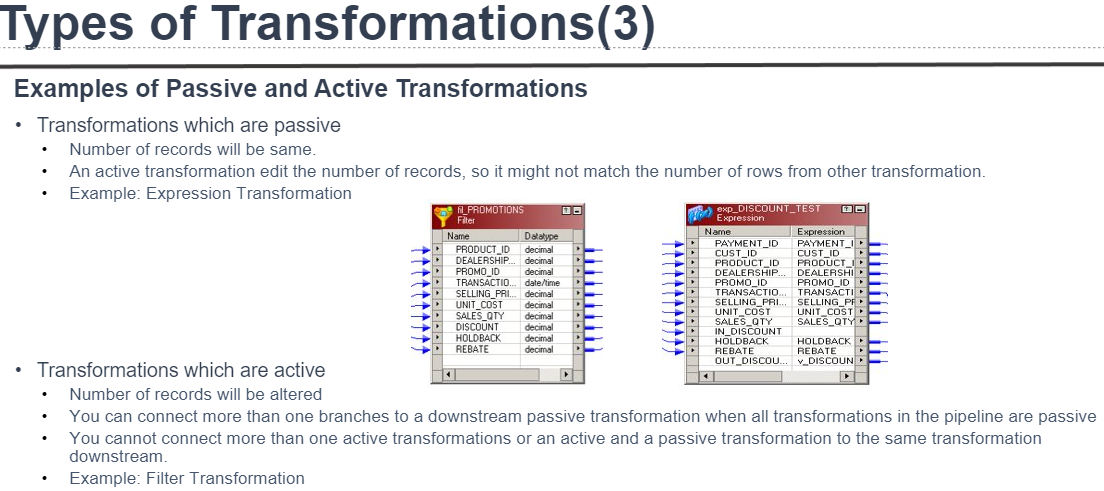 Types of Transformations(3)
Examples of Passive and Active Transformations
• Transformations which are passive
• Number of records will be same.
• An active transformation edit the number of records, so it might not match the number of rows from other transformation.
• Example: Expression Transformation
fil_PROMOTIONS
Filter
Name Datatype
PRODUCT_ID decimal
DEALERSHIP... decimal
PROMO_ID decimal
TRANSACTIO... date/time
SELLING_PRI... decimal
UNIT_COST decimal
SALES_QTY decimal
DISCOUNT decimal
HOLDBACK decimal
REBATE decimal
exp_DISCOUNT_TEST
Expression
Name Expression
PAYMENT_ID PAYMENT_I
CUST_ID CUST_ID
PRODUCT_ID PRODUCT_I
DEALERSHIP... DEALERSHI
PROMO_ID PROMO_ID
TRANSACTIO... TRANSACTI
SELLING_PRI... SELLING_PR
UNIT_COST UNIT_COST
SALES_QTY SALES_QTY
IN_DISCOUNT
HOLDBACK HOLDBACK
REBATE REBATE
OUT_DISCOU... v_DISCOUN
• Transformations which are active
• Number of records will be altered
• You can connect more than one branches to a downstream passive transformation when all transformations in the pipeline are passive
• You cannot connect more than one active transformations or an active and a passive transformation to the same transformation
downstream.
• Example: Filter Transformation